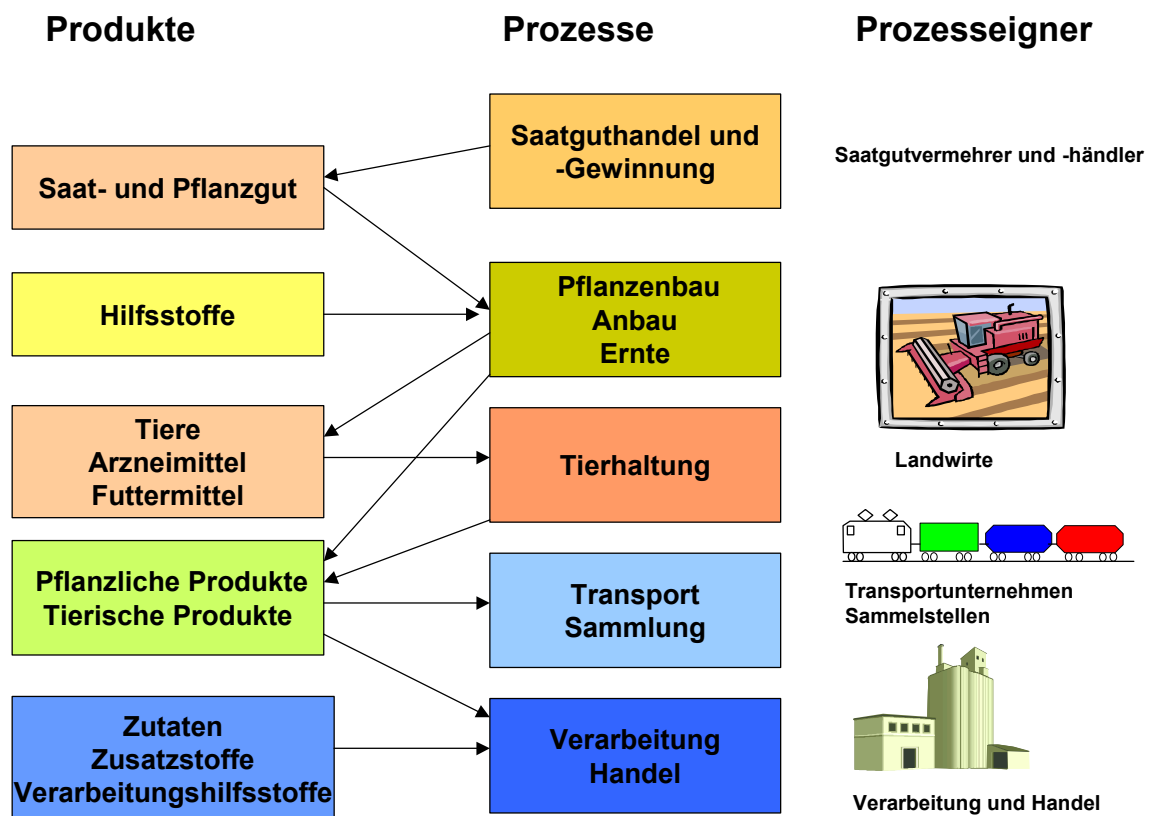 Produkte
Prozesse
Prozesseigner
Saatguthandel und
-Gewinnung
Saatgutvermehrer und -händler
Saat- und Pflanzgut
Hilfsstoffe
Pflanzenbau
Anbau
Ernte
Tiere
Arzneimittel
Futtermittel
Tierhaltung
Landwirte
Pflanzliche Produkte
Tierische Produkte
Transport
Sammlung
Transportunternehmen
Sammelstellen
Zutaten
Zusatzstoffe
Verarbeitungshilfsstoffe
Verarbeitung
Handel
Verarbeitung und Handel